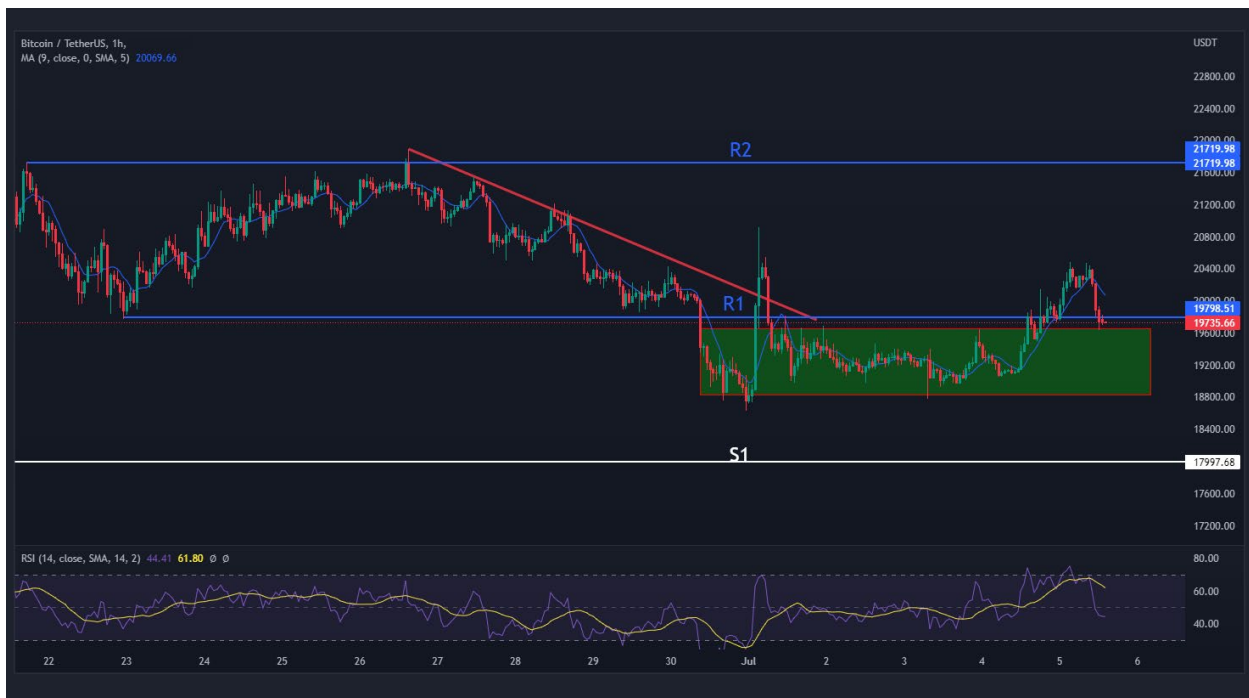 Bitcoin / TetherUS, 1h,
MA (9, close, 0, SMA, 5) 20069.66
USDT
22800.00
22400.00
22000.00
21719.98
21719.98
21600.00
21200.00
20800.00
20400.00
20000.00
19798.51
19735.66
19600.00
19200.00
18800.00
18400.00
17997.68
17600.00
17200.00
R2
R1
S1
RSI (14, close, SMA, 14, 2) 44.41 61.80 Ø Ø
80.00
60.00
40.00
22 23 24 25 26 27 28 29 30 Jul 2 3 4 5 6